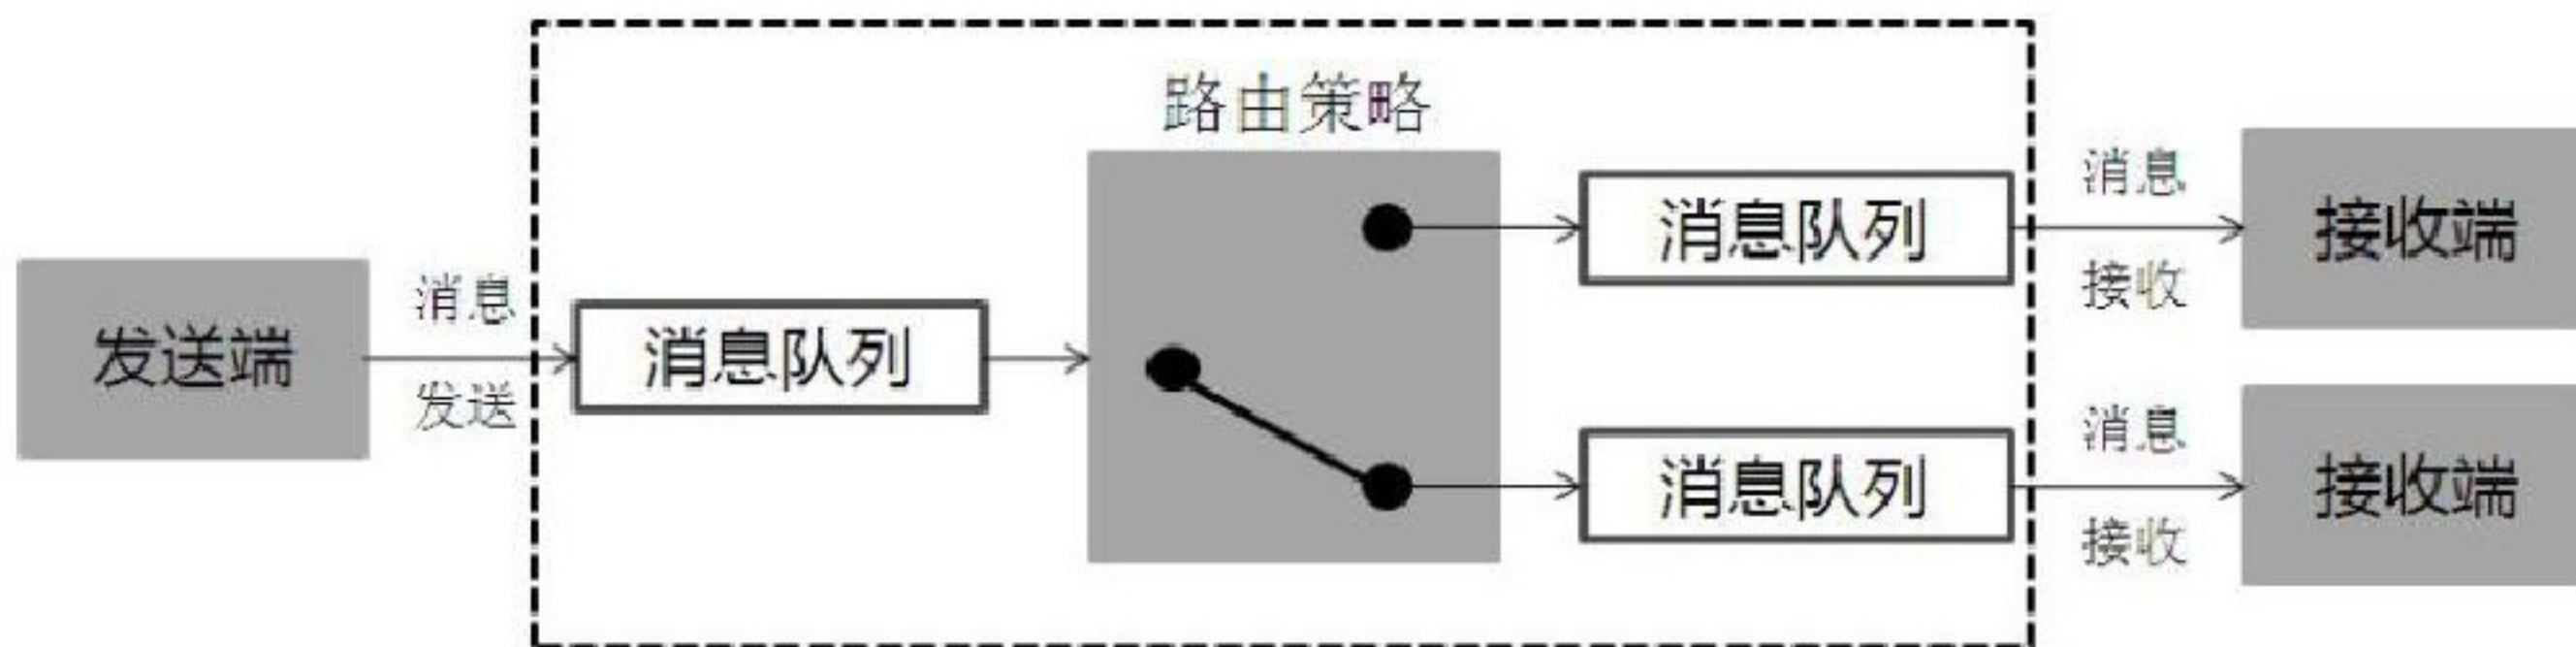 路由策略
消息
发送
发送端
消息队列
消息队列
消息
接收
接收端
消息队列
消息
接收
接收端